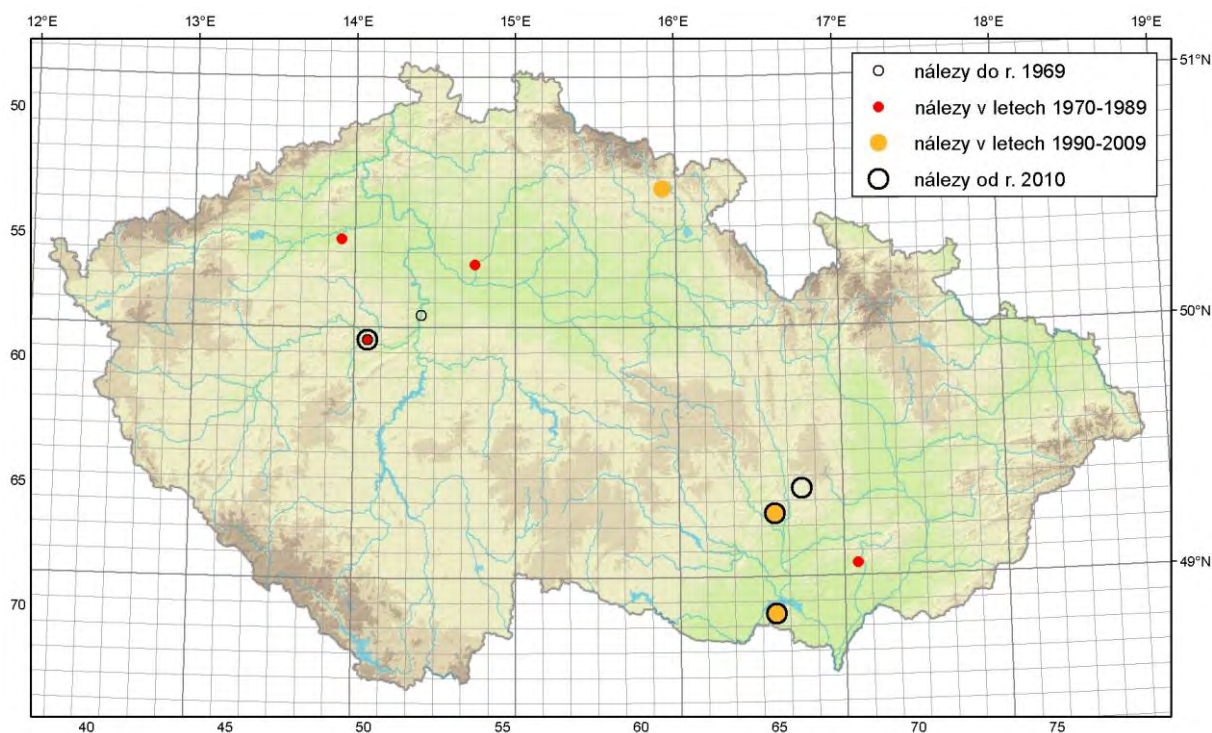 12°E 13°E 14°E 15°E 16°E 17°E 18°E 19°E
nálezy do r. 1969
nálezy v letech 1970-1989
nálezy v letech 1990-2009
nálezy od r. 2010
51°N
50°N
49°N
50
55
60
65
70
40 45 50 55 60 65 70 75